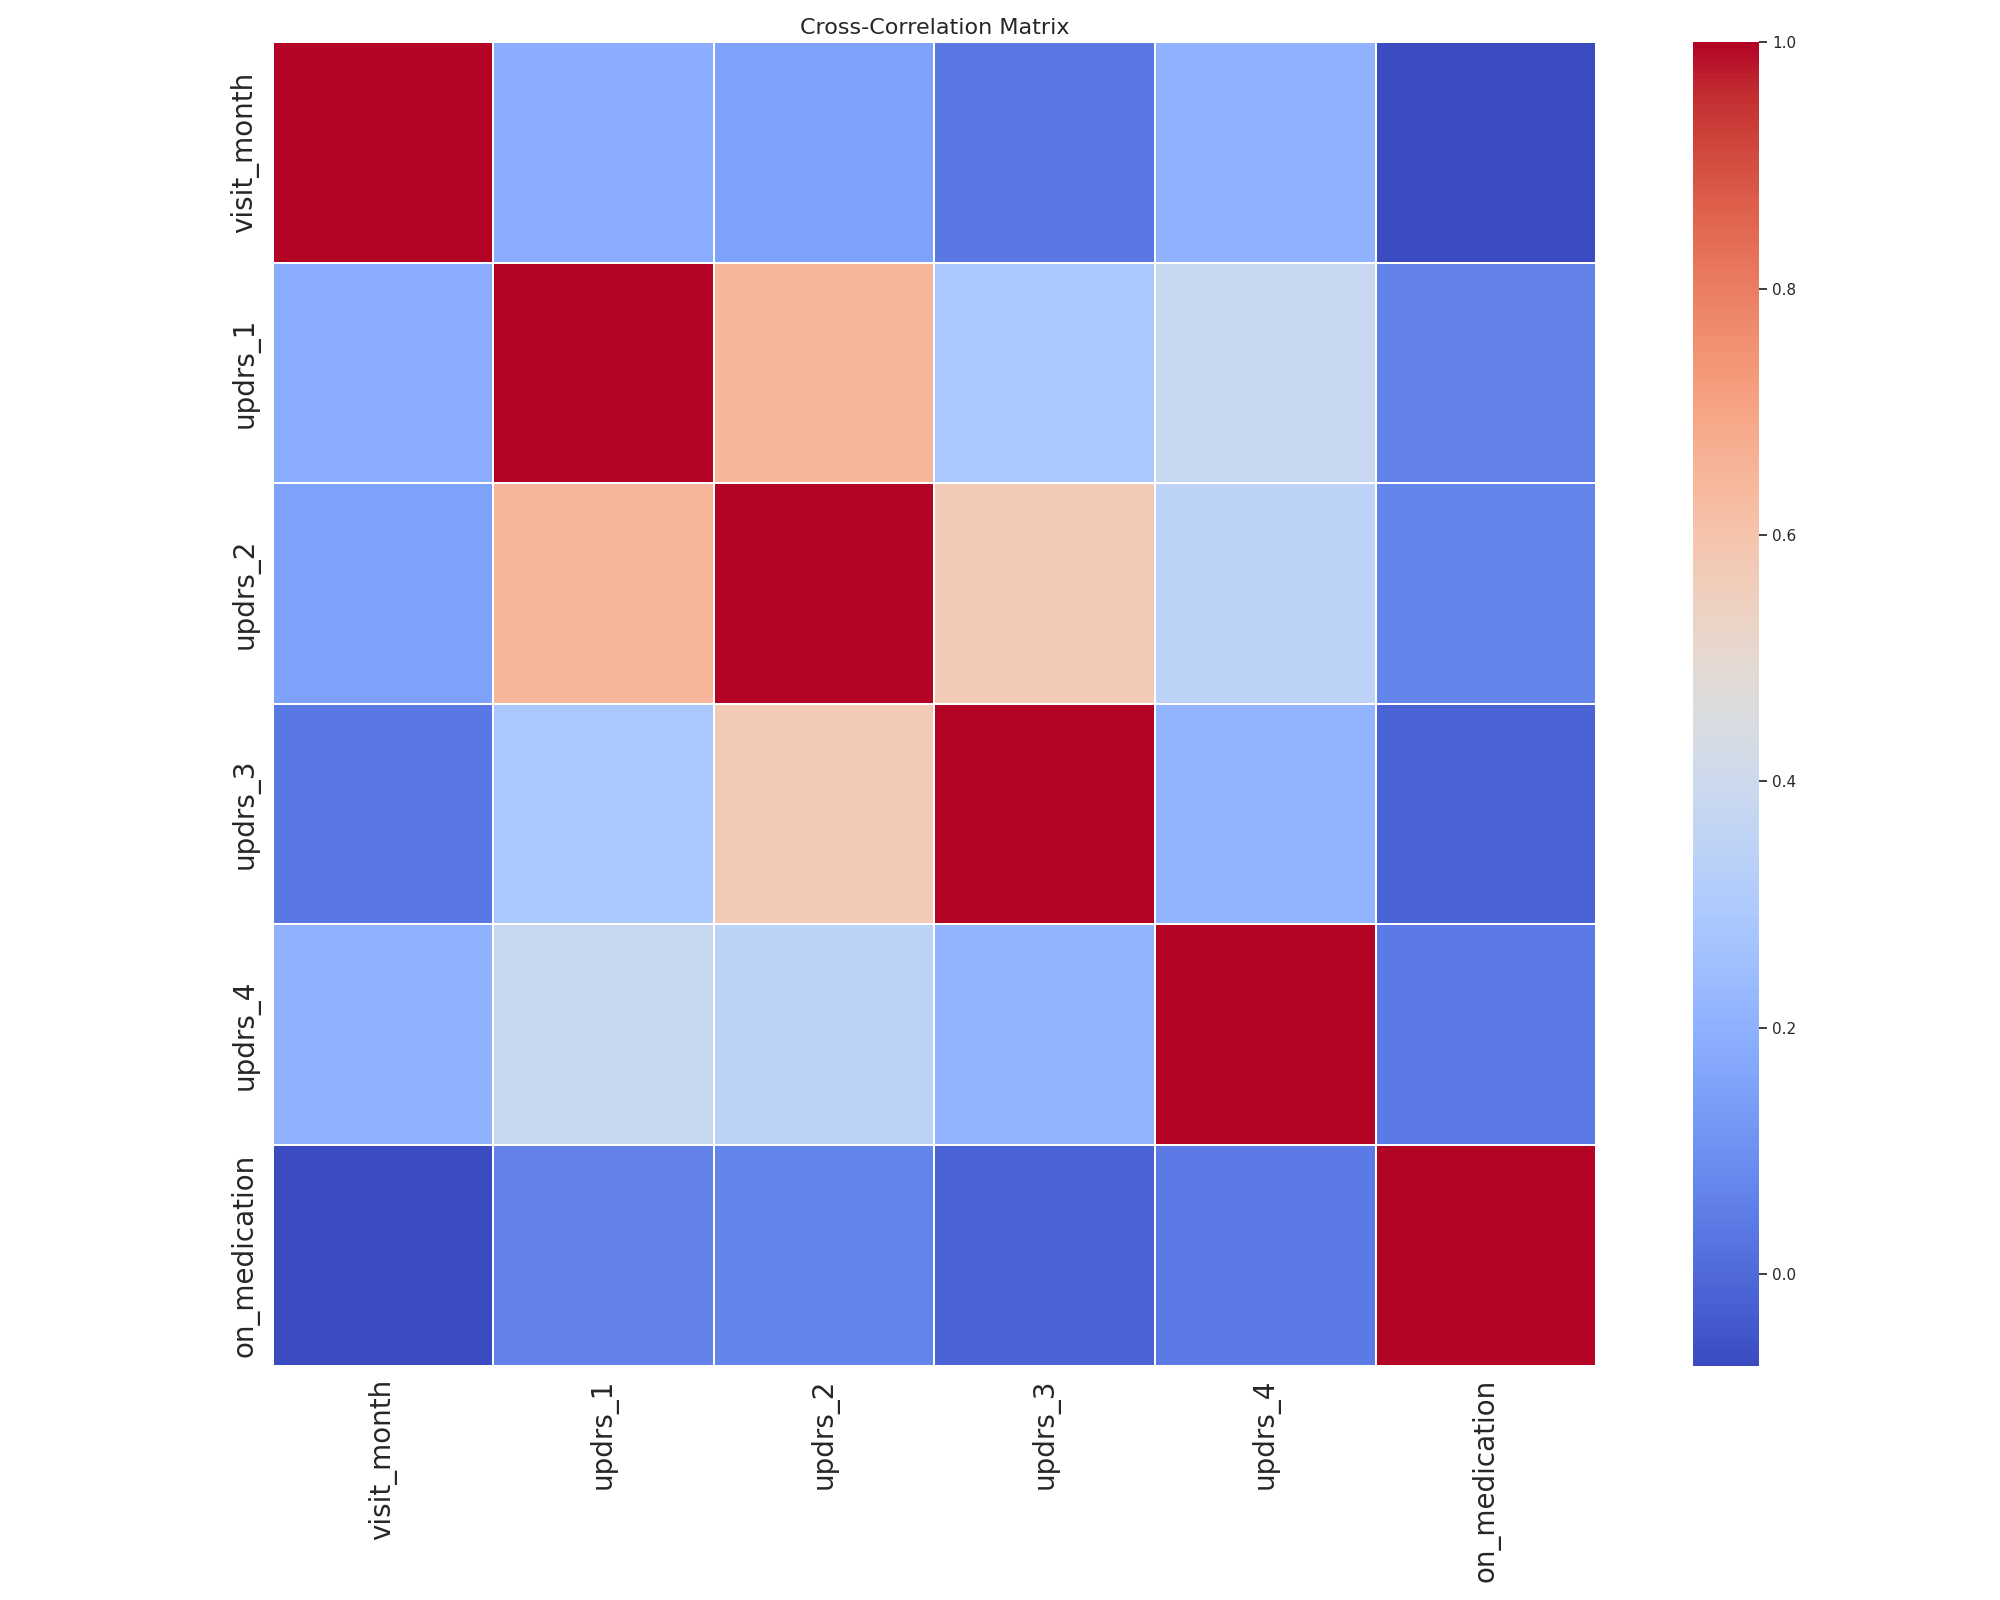 Cross-Correlation Matrix
visit_month
updrs_1
updrs_2
updrs_3
updrs_4
on_medication
visit_month
updrs_1
updrs_2
updrs_3
updrs_4
on_medication
1.0
0.8
0.6
0.4
0.2
0.0